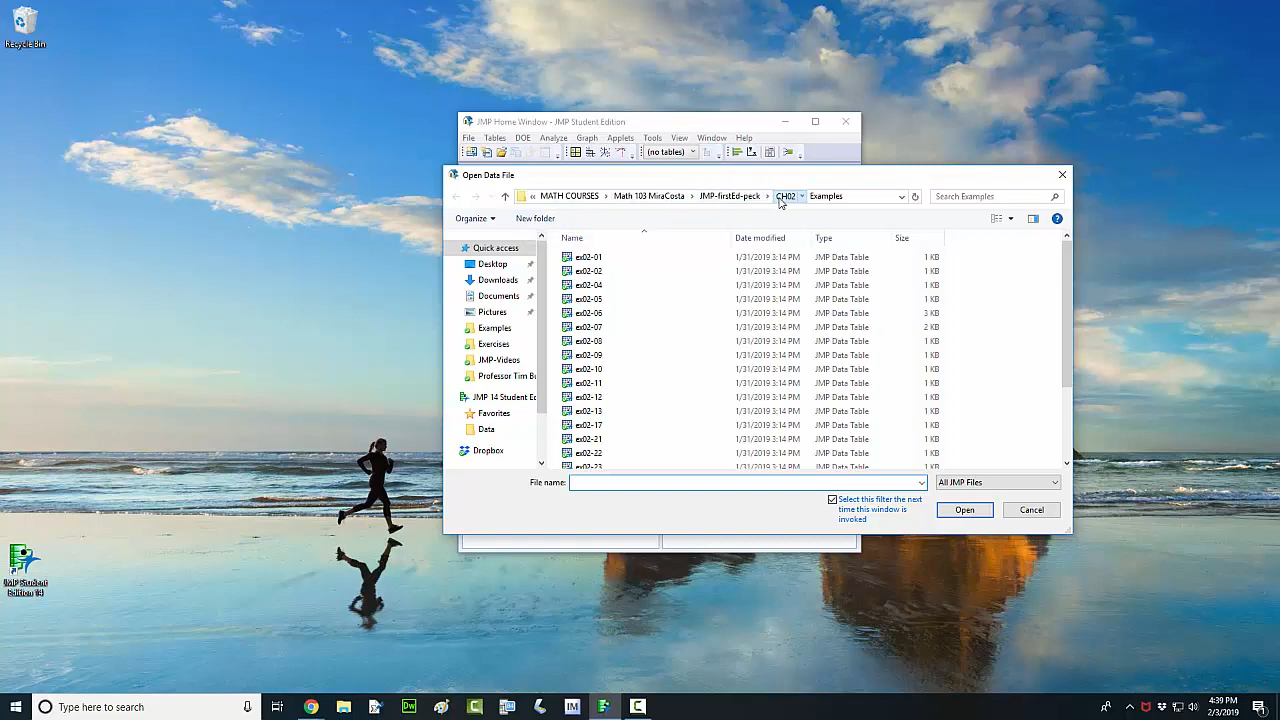 Recycle Bin
JMP Home Window - JMP Student Edition
File Tables DOE Analyze Graph Applets Tools View Window Help
(no tables)
Open Data File
« MATH COURSES › Math 103 MiraCosta › JMP-firstEd-peck › CH02 Examples
Search Examples
Organize New folder
Name Date modified Type Size
Quick access
Desktop
Downloads
Documents
Pictures
Examples
Exercises
JMP-Videos
Professor Tim Bu
JMP 14 Student Ec
Favorites
Data
Dropbox
ex02-01 1/31/2019 3:14 PM JMP Data Table 1 KB
ex02-02 1/31/2019 3:14 PM JMP Data Table 1 KB
ex02-04 1/31/2019 3:14 PM JMP Data Table 1 KB
ex02-05 1/31/2019 3:14 PM JMP Data Table 1 KB
ex02-06 1/31/2019 3:14 PM JMP Data Table 3 KB
ex02-07 1/31/2019 3:14 PM JMP Data Table 2 KB
ex02-08 1/31/2019 3:14 PM JMP Data Table 1 KB
ex02-09 1/31/2019 3:14 PM JMP Data Table 1 KB
ex02-10 1/31/2019 3:14 PM JMP Data Table 1 KB
ex02-11 1/31/2019 3:14 PM JMP Data Table 1 KB
ex02-12 1/31/2019 3:14 PM JMP Data Table 1 KB
ex02-13 1/31/2019 3:14 PM JMP Data Table 1 KB
ex02-17 1/31/2019 3:14 PM JMP Data Table 1 KB
ex02-21 1/31/2019 3:14 PM JMP Data Table 1 KB
ex02-22 1/31/2019 3:14 PM JMP Data Table 1 KB
ex02-23 1/31/2019 3:14 PM JMP Data Table 1 KB
File name: All JMP Files
Select this filter the next
time this window is
invoked
Open Cancel
JMP Student
Edition 14
Type here to search
Dw
IM
4:39 PM
2/3/2019